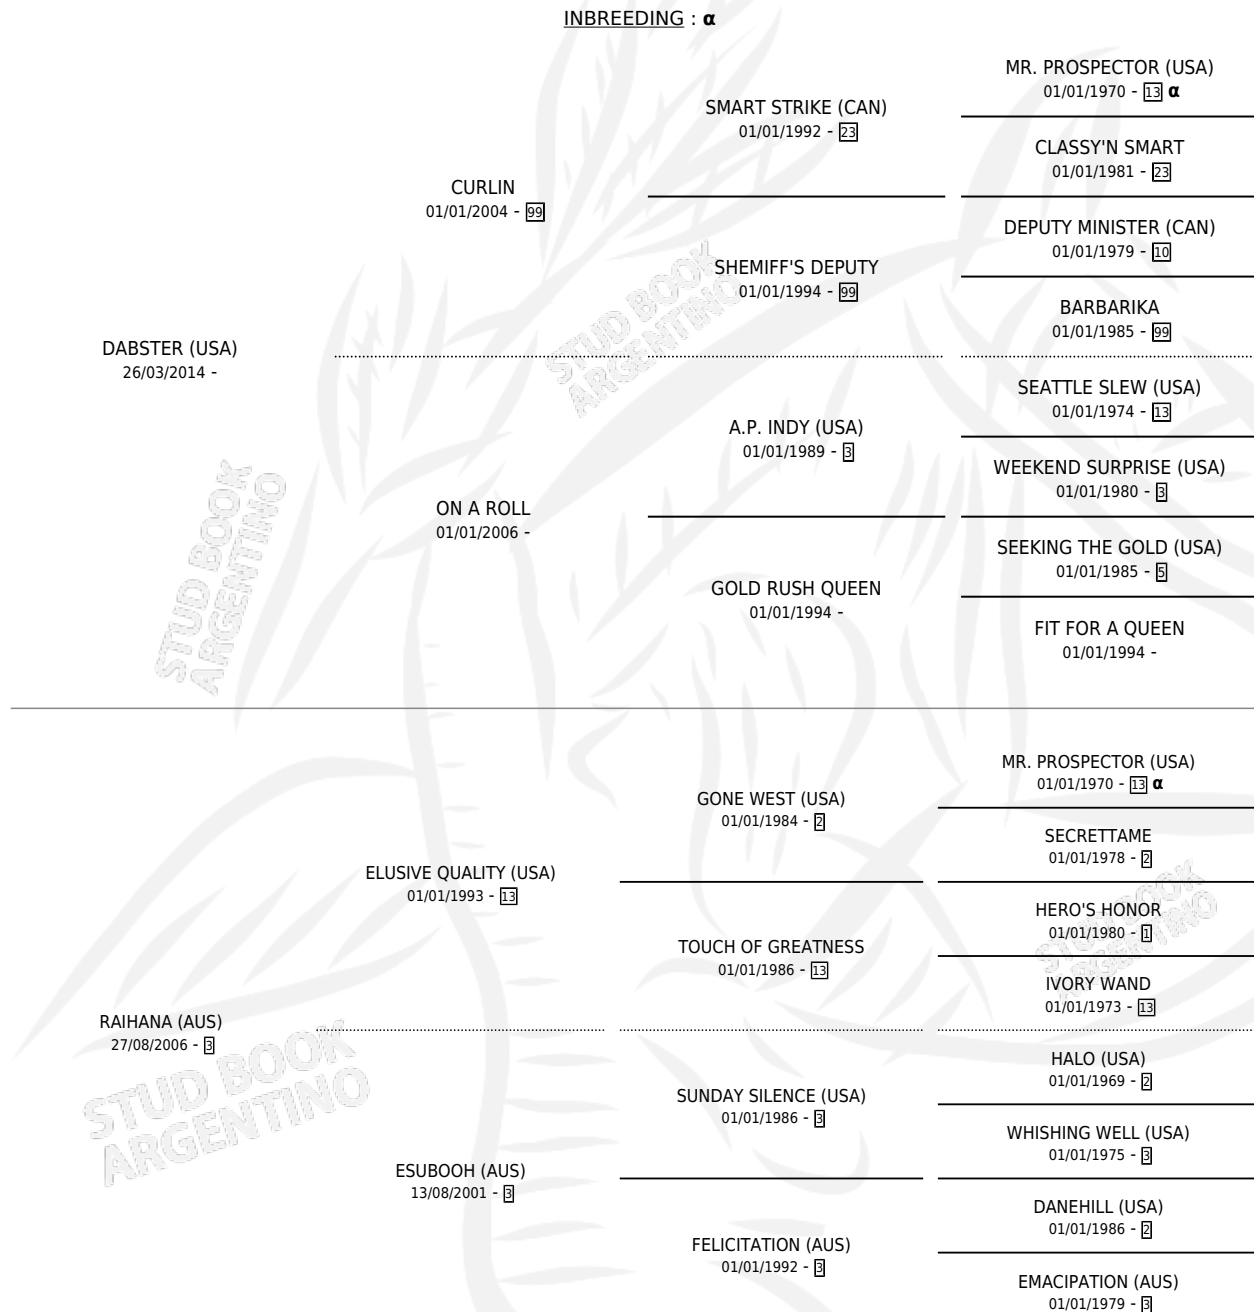 INBREEDING : α
MR. PROSPECTOR (USA)
01/01/1970 - 13 α
SMART STRIKE (CAN)
01/01/1992 - 23
CLASSY'N SMART
01/01/1981 - 23
CURLIN
01/01/2004 - 99
DEPUTY MINISTER (CAN)
01/01/1979 - 10
SHEMIFF'S DEPUTY
01/01/1994 - 99
BARBARIKA
01/01/1985 - 99
DABSTER (USA)
26/03/2014 -
SEATTLE SLEW (USA)
01/01/1974 - 13
A.P. INDY (USA)
01/01/1989 - 3
WEEKEND SURPRISE (USA)
01/01/1980 - 3
ON A ROLL
01/01/2006 -
SEEKING THE GOLD (USA)
01/01/1985 - 5
GOLD RUSH QUEEN
01/01/1994 -
FIT FOR A QUEEN
01/01/1994 -
MR. PROSPECTOR (USA)
01/01/1970 - 13 α
GONE WEST (USA)
01/01/1984 - 2
SECRETTAME
01/01/1978 - 2
ELUSIVE QUALITY (USA)
01/01/1993 - 13
HERO'S HONOR
01/01/1980 - 1
TOUCH OF GREATNESS
01/01/1986 - 13
IVORY WAND
01/01/1973 - 13
RAIHANA (AUS)
27/08/2006 - 3
HALO (USA)
01/01/1969 - 2
SUNDAY SILENCE (USA)
01/01/1986 - 3
WHISHING WELL (USA)
01/01/1975 - 3
ESUBOOH (AUS)
13/08/2001 - 3
DANEHILL (USA)
01/01/1986 - 2
FELICITATION (AUS)
01/01/1992 - 3
EMACIPATION (AUS)
01/01/1979 - 3
STUD BOOK
ARGENTINO
STUD BOOK
ARGENTINO
STUD BOOK
ARGENTINO
STUD BOOK
ARGENTINO